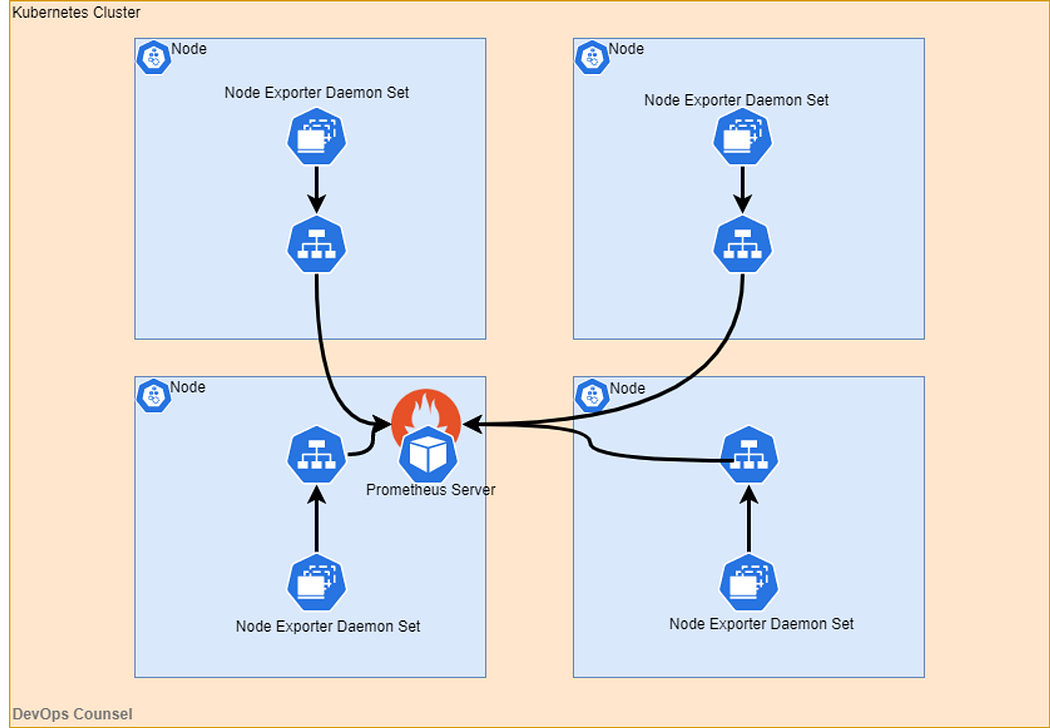 Kubernetes Cluster
Node
Node
Node Exporter Daemon Set
Node Exporter Daemon Set
Node
Node
Prometheus Server
Node Exporter Daemon Set
Node Exporter Daemon Set
DevOps Counsel